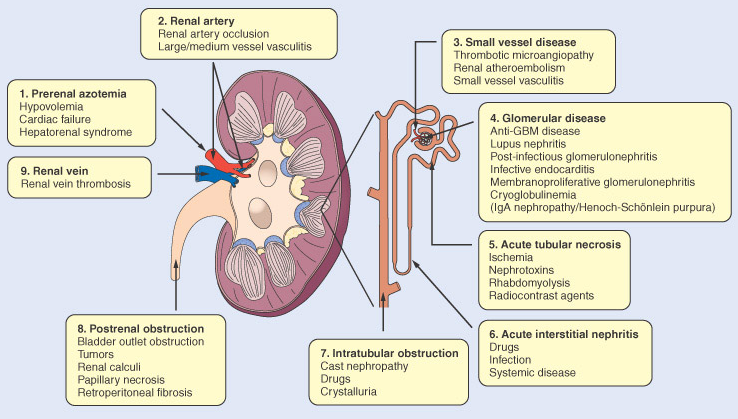 2. Renal artery
Renal artery occlusion
Large/medium vessel vasculitis
3. Small vessel disease
Thrombotic microangiopathy
Renal atheroembolism
Small vessel vasculitis
1. Prerenal azotemia
Hypovolemia
Cardiac failure
Hepatorenal syndrome
4. Glomerular disease
Anti-GBM disease
Lupus nephritis
Post-infectious glomerulonephritis
Infective endocarditis
Membranoproliferative glomerulonephritis
Cryoglobulinemia
(IgA nephropathy/Henoch-Schönlein purpura)
9. Renal vein
Renal vein thrombosis
5. Acute tubular necrosis
Ischemia
Nephrotoxins
Rhabdomyolysis
Radiocontrast agents
8. Postrenal obstruction
Bladder outlet obstruction
Tumors
Renal calculi
Papillary necrosis
Retroperitoneal fibrosis
7. Intratubular obstruction
Cast nephropathy
Drugs
Crystalluria
6. Acute interstitial nephritis
Drugs
Infection
Systemic disease